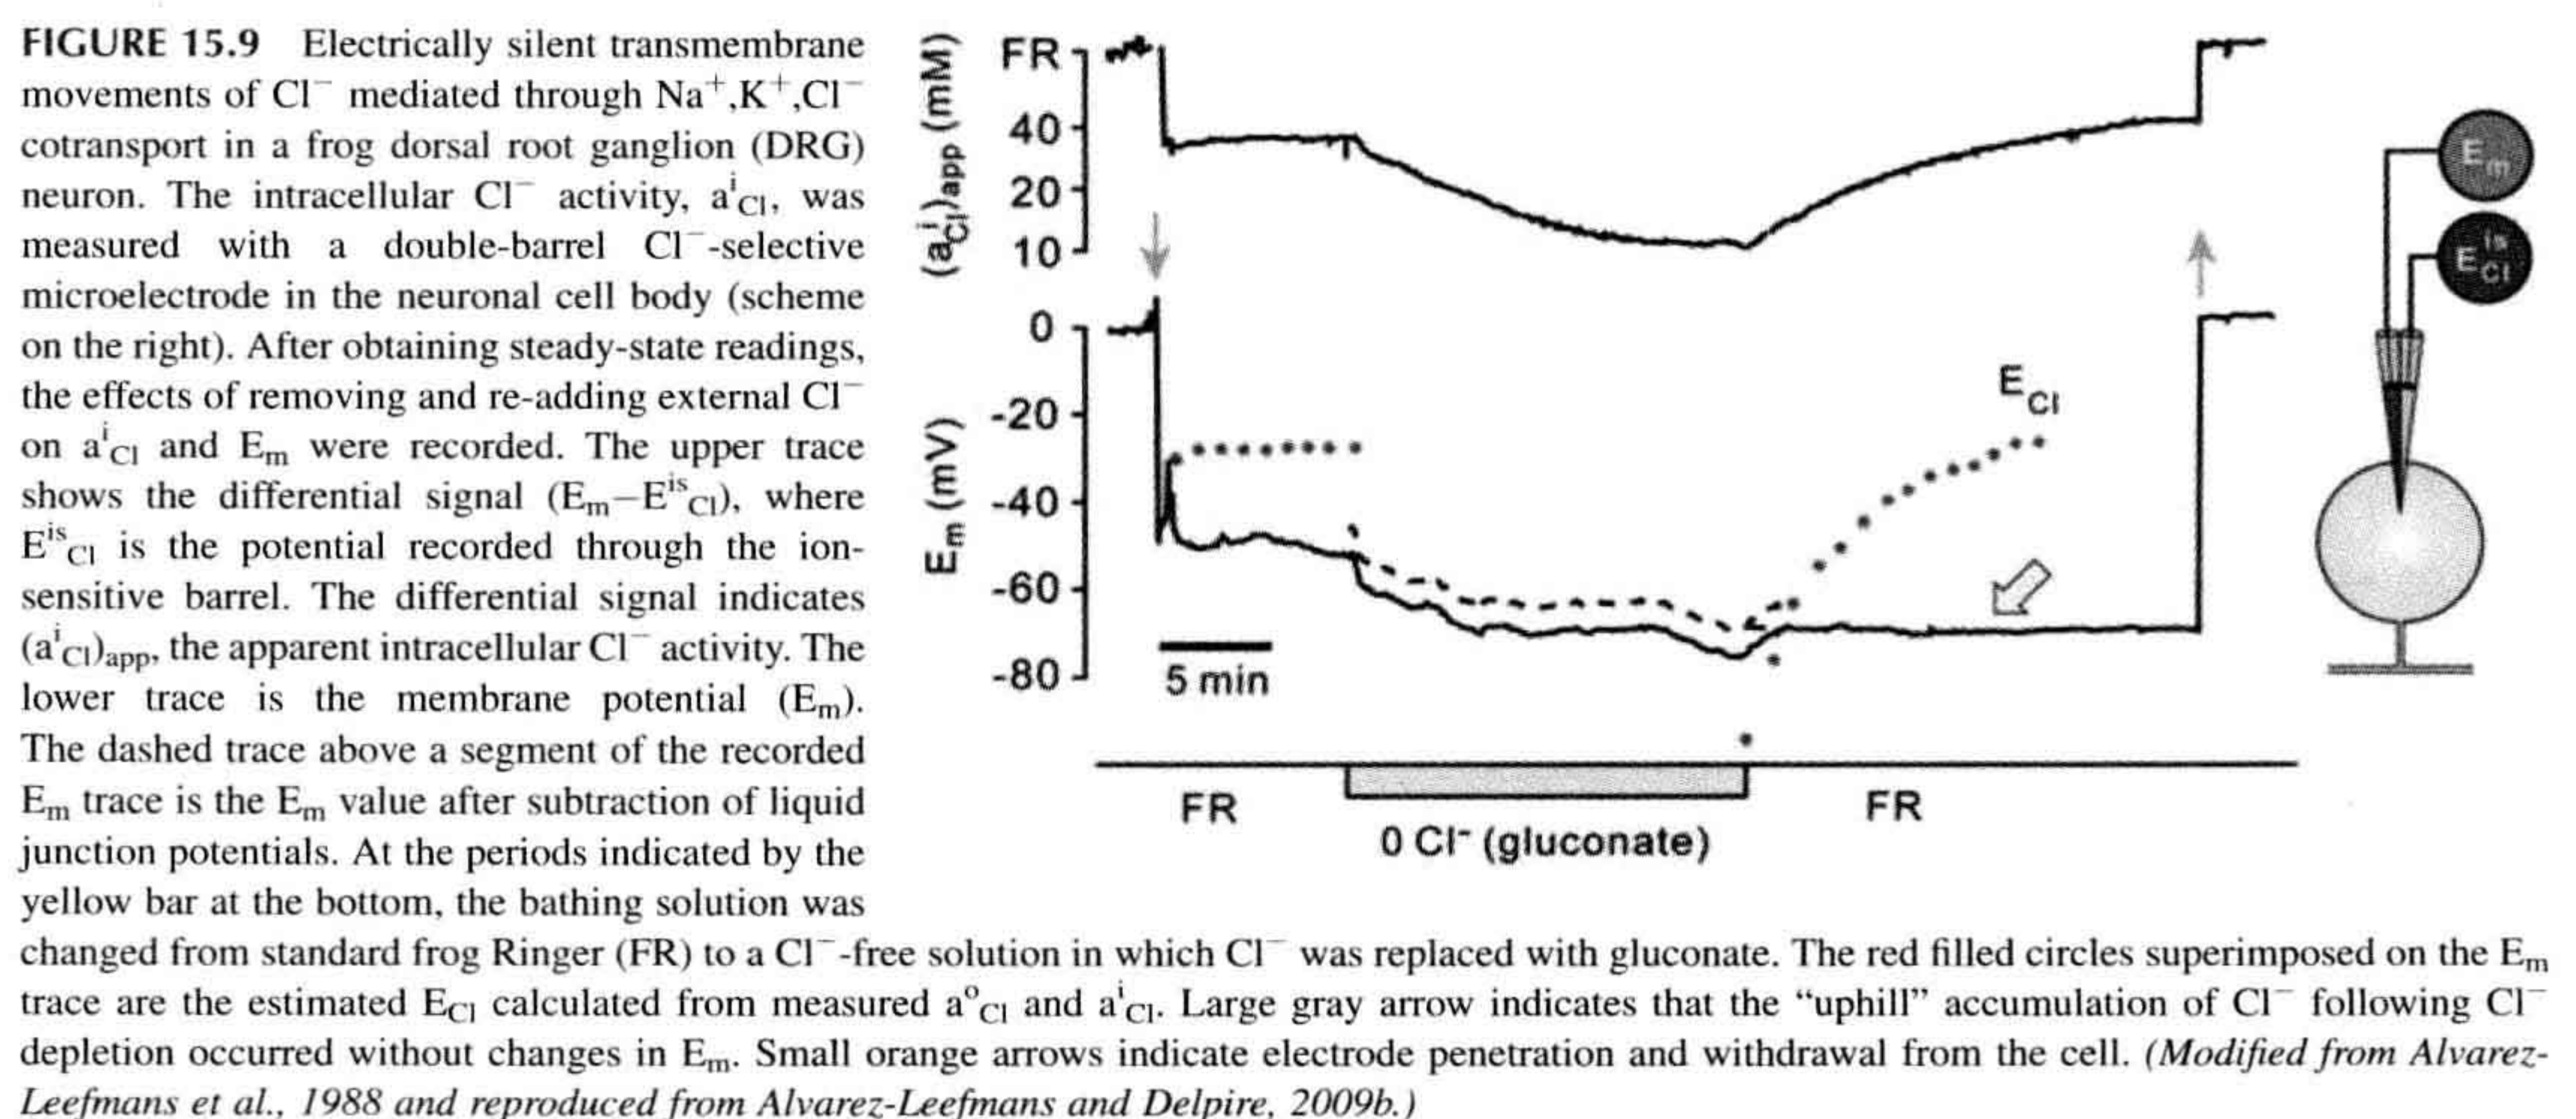 FIGURE 15.9 Electrically silent transmembrane
movements of Cl⁻ mediated through Na⁺,K⁺,Cl⁻
cotransport in a frog dorsal root ganglion (DRG)
neuron. The intracellular Cl⁻ activity, aⁱCl, was
measured with a double-barrel Cl⁻-selective
microelectrode in the neuronal cell body (scheme
on the right). After obtaining steady-state readings,
the effects of removing and re-adding external Cl⁻
on aⁱCl and Em were recorded. The upper trace
shows the differential signal (Em−EⁱˢCl), where
EⁱˢCl is the potential recorded through the ion-
sensitive barrel. The differential signal indicates
(aⁱCl)app, the apparent intracellular Cl⁻ activity. The
lower trace is the membrane potential (Em).
The dashed trace above a segment of the recorded
Em trace is the Em value after subtraction of liquid
junction potentials. At the periods indicated by the
yellow bar at the bottom, the bathing solution was
changed from standard frog Ringer (FR) to a Cl⁻-free solution in which Cl⁻ was replaced with gluconate. The red filled circles superimposed on the Em
trace are the estimated ECl calculated from measured aᵒCl and aⁱCl. Large gray arrow indicates that the “uphill” accumulation of Cl⁻ following Cl⁻
depletion occurred without changes in Em. Small orange arrows indicate electrode penetration and withdrawal from the cell. (Modified from Alvarez-
Leefmans et al., 1988 and reproduced from Alvarez-Leefmans and Delpire, 2009b.)
(aⁱCl)app (mM)
FR
40
20
10
Em (mV)
0
-20
-40
-60
-80
5 min
ECl
FR
0 Cl⁻ (gluconate)
FR
Em
EⁱˢCl